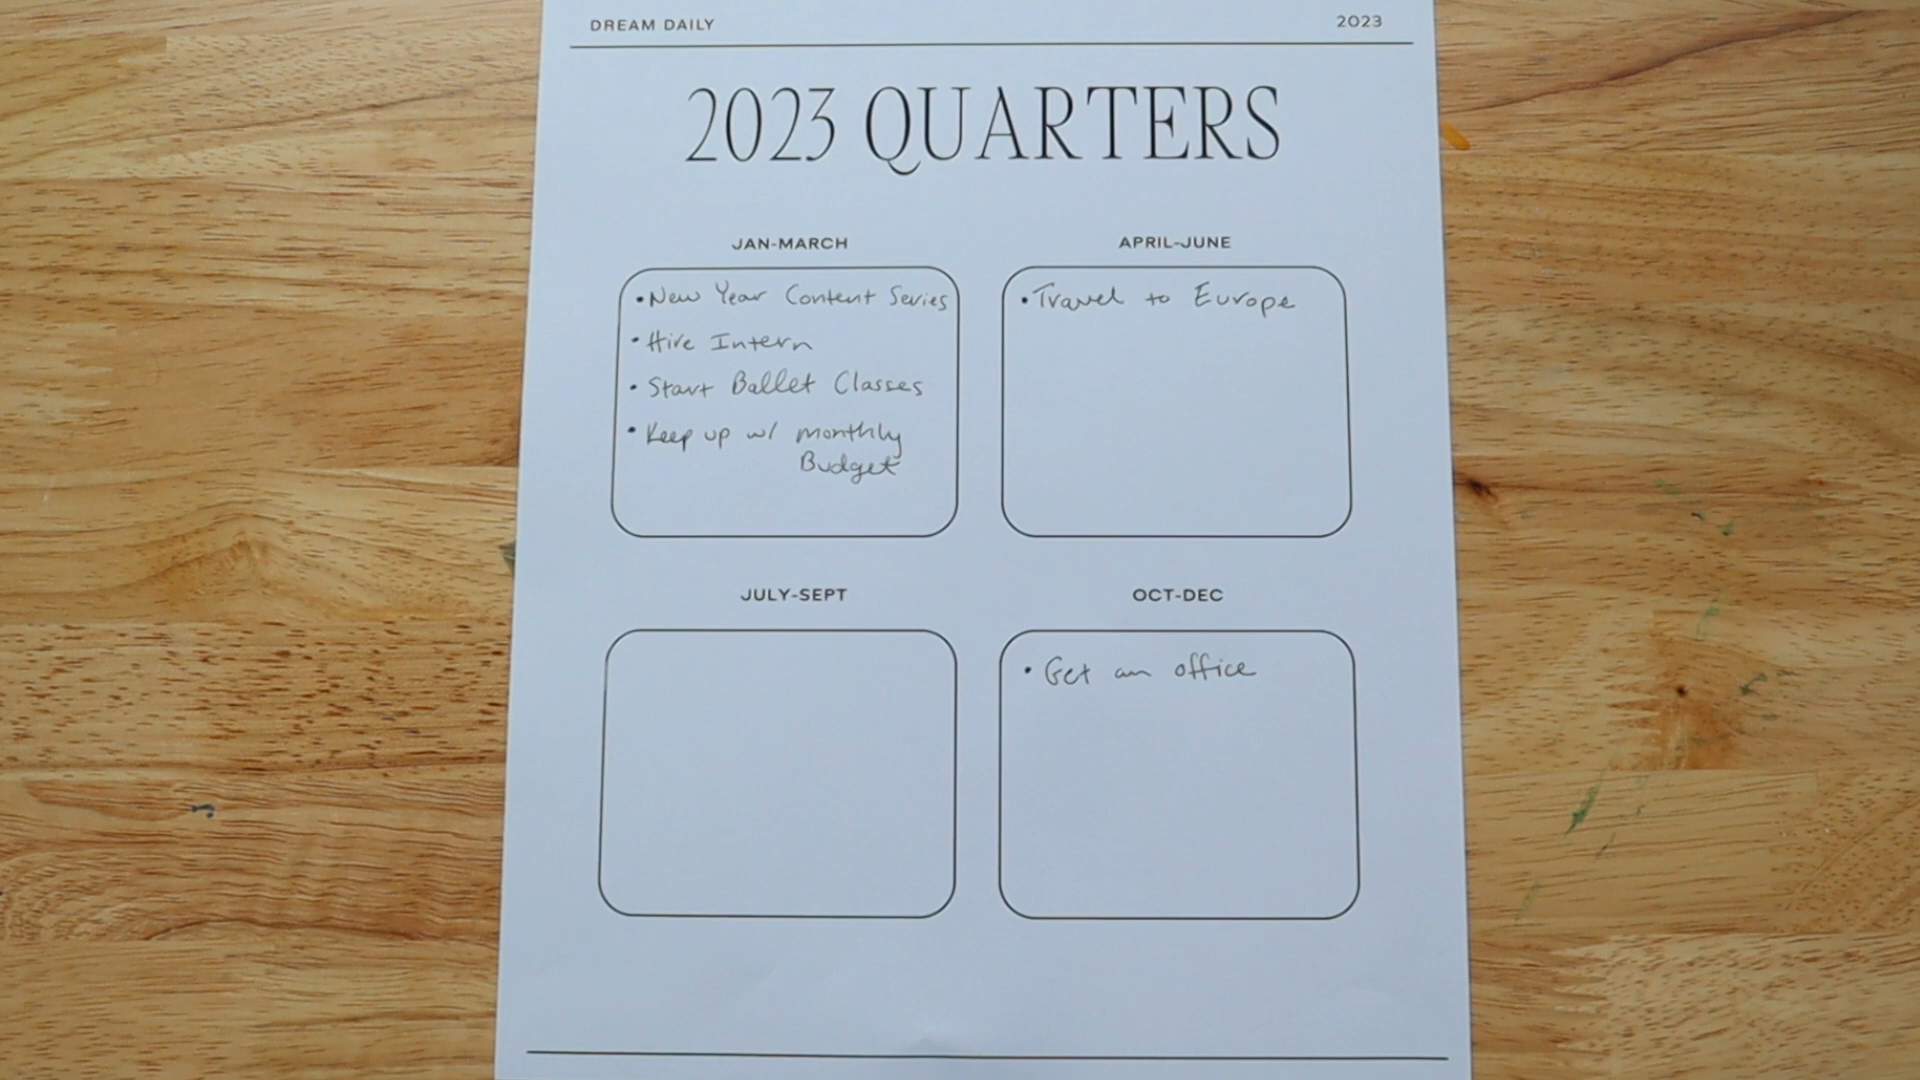 DREAM DAILY
2023
2023 QUARTERS
JAN-MARCH
• New Year Content Series
• Hire Intern
• Start Ballet Classes
• Keep up w/ monthly
Budget
APRIL-JUNE
• Travel to Europe
JULY-SEPT
OCT-DEC
• Get an office